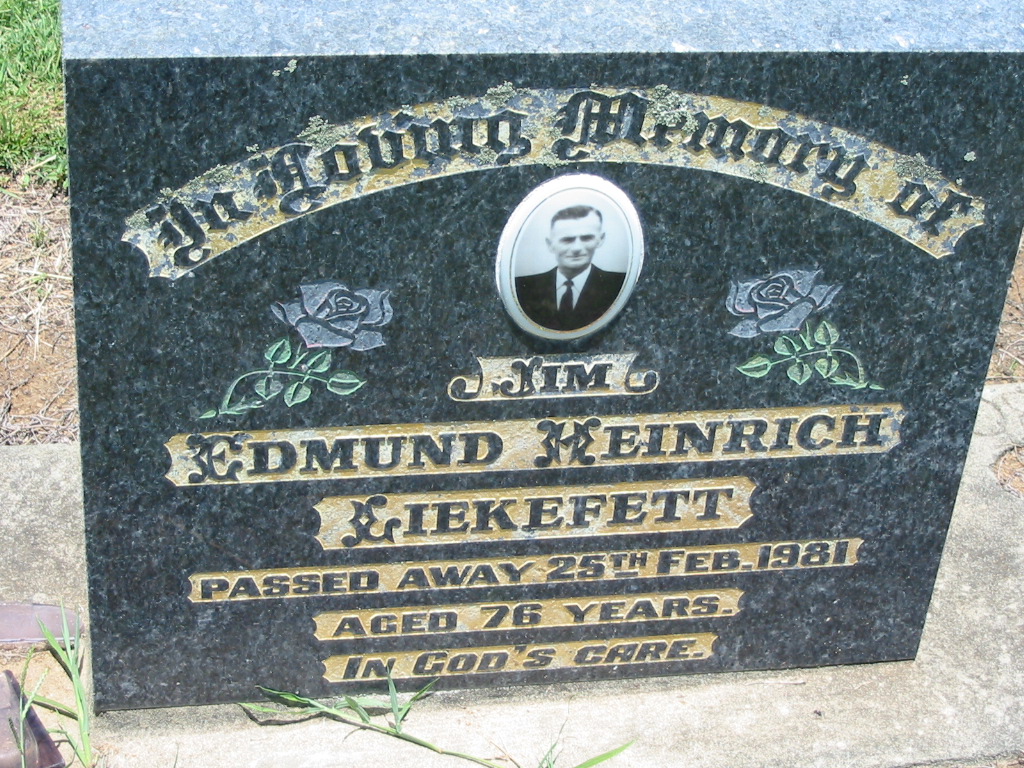 In Loving Memory of
JIM
EDMUND HEINRICH
LIEKEFETT
PASSED AWAY 25TH FEB. 1981
AGED 76 YEARS.
IN GOD'S CARE.